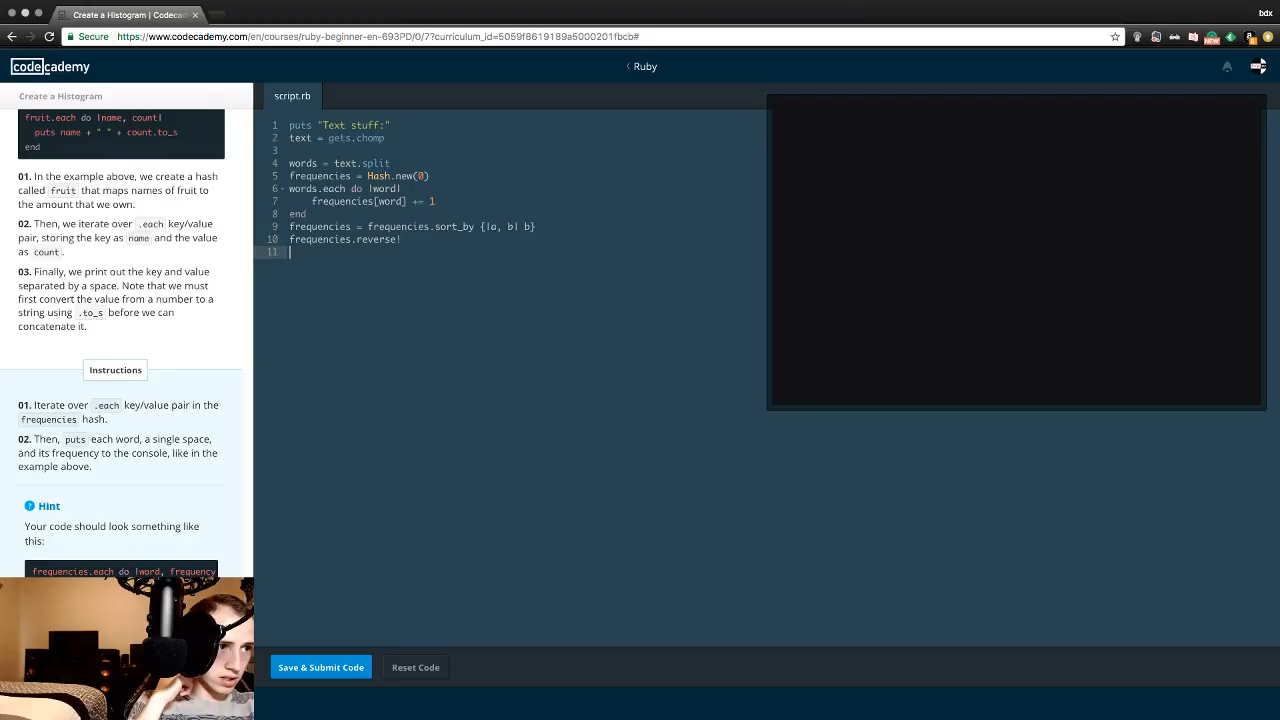 Create a Histogram | Codecad
bdx
Secure https://www.codecademy.com/en/courses/ruby-beginner-en-693PD/0/7?curriculum_id=5059f8619189a5000201fbcb#
codecademy
Ruby
Create a Histogram
script.rb
fruit.each do |name, count|
puts name + " " + count.to_s
end
01. In the example above, we create a hash
called fruit that maps names of fruit to
the amount that we own.
02. Then, we iterate over .each key/value
pair, storing the key as name and the value
as count.
03. Finally, we print out the key and value
separated by a space. Note that we must
first convert the value from a number to a
string using .to_s before we can
concatenate it.
Instructions
01. Iterate over .each key/value pair in the
frequencies hash.
02. Then, puts each word, a single space,
and its frequency to the console, like in the
example above.
Hint
Your code should look something like
this:
frequencies.each do |word, frequency
1 puts "Text stuff:"
2 text = gets.chomp
3
4 words = text.split
5 frequencies = Hash.new(0)
6 words.each do |word|
7 frequencies[word] += 1
8 end
9 frequencies = frequencies.sort_by {|a, b| b}
10 frequencies.reverse!
11
Save & Submit Code
Reset Code